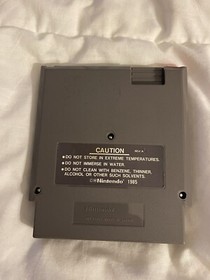 CAUTION REV-A
•DO NOT STORE IN EXTREME TEMPERATURES.
•DO NOT IMMERSE IN WATER.
•DO NOT CLEAN WITH BENZENE, THINNER,
ALCOHOL OR OTHER SUCH SOLVENTS.
©Nintendo 1985